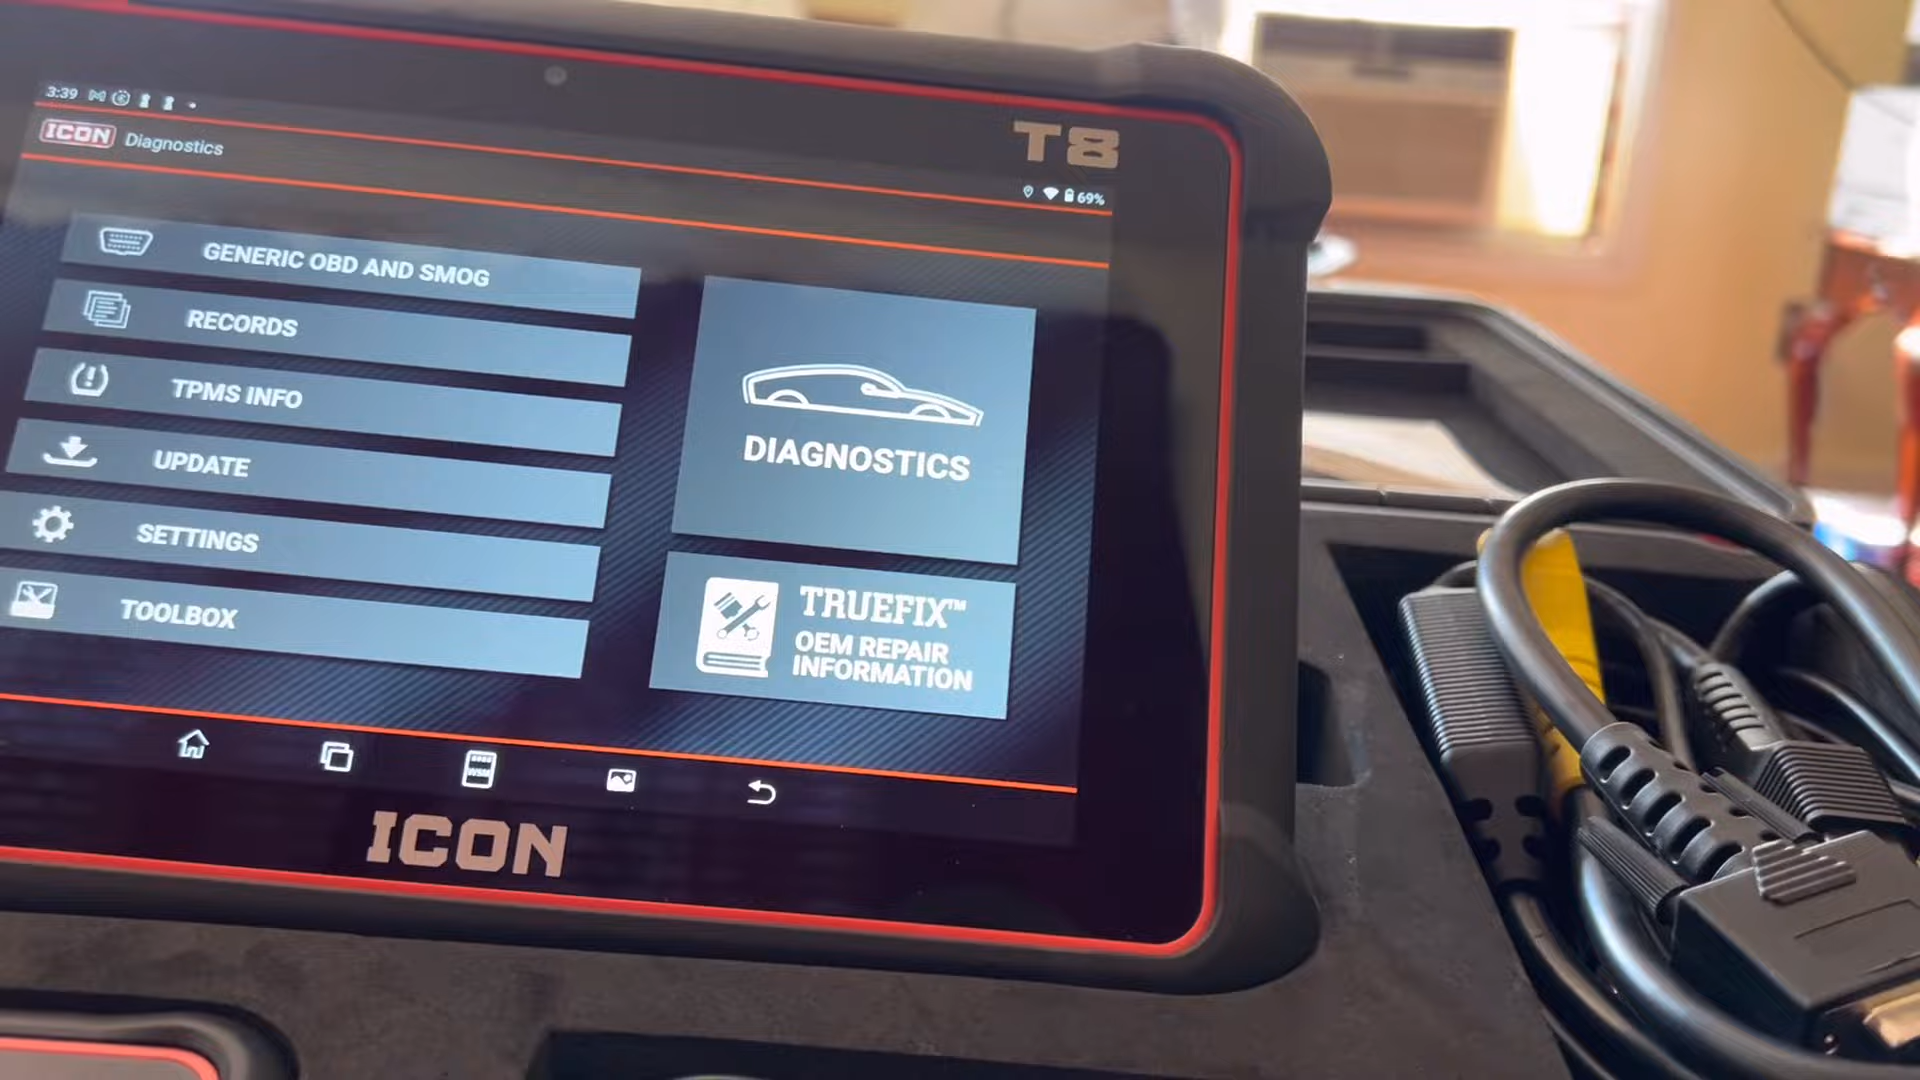 3:39
T8
ICON Diagnostics
69%
GENERIC OBD AND SMOG
RECORDS
TPMS INFO
UPDATE
SETTINGS
TOOLBOX
DIAGNOSTICS
TRUEFIX™
OEM REPAIR
INFORMATION
WSM
ICON